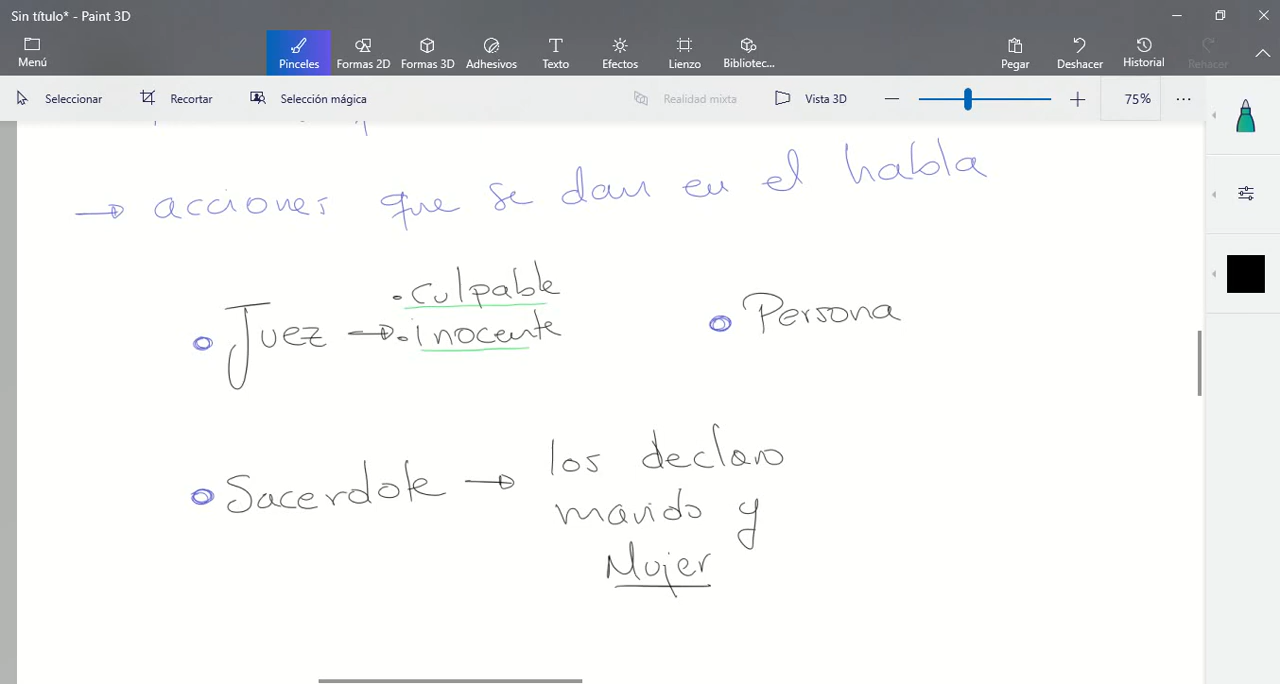 Sin título* - Paint 3D
Menú
Pinceles
Formas 2D
Formas 3D
Adhesivos
Texto
Efectos
Lienzo
Bibliotec...
Pegar
Deshacer
Historial
Rehacer
Seleccionar
Recortar
Selección mágica
Realidad mixta
Vista 3D
75%
→ acciones que se dan en el habla
Juez → . culpable
. inocente
Persona
Sacerdote → los declaro
marido y
Mujer